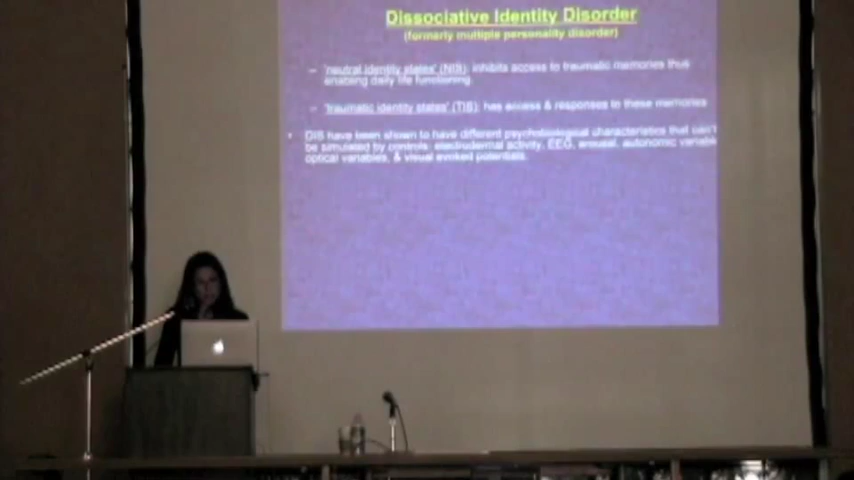 Dissociative Identity Disorder
(formerly multiple personality disorder)
– 'neutral identity states' (NIS): inhibits access to traumatic memories thus
enabling daily life functioning.
– 'traumatic identity states' (TIS): has access & responses to these memories
• DIS have been shown to have different psychobiological characteristics that can't
be simulated by controls: electrodermal activity, EEG, arousal, autonomic variable
optical variables, & visual evoked potentials.